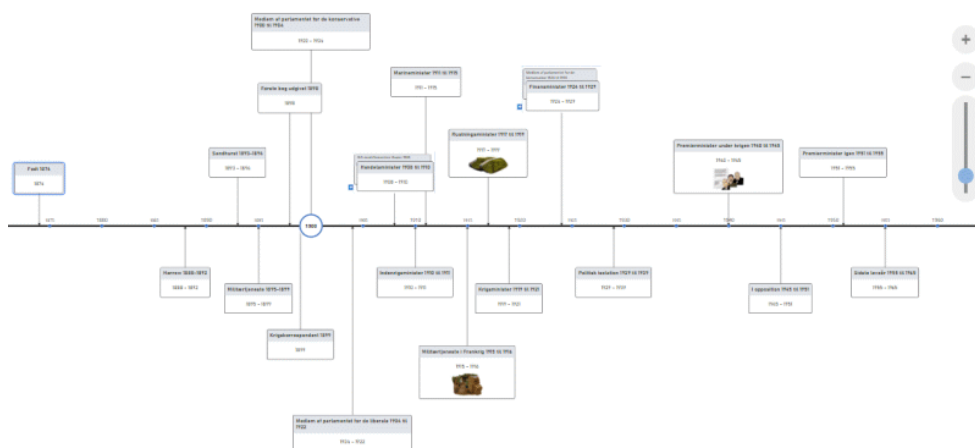 Medlem af parlamentet for de konservative
1900 til 1904
1900 - 1904
Første bog udgivet 1898
1898
Marineminister 1911 til 1915
1911 - 1915
Finansminister 1924 til 1929
1924 - 1929
Født 1874
1874
Sandhurst 1893-1894
1893 - 1894
Handelsminister 1908 til 1910
1908 - 1910
Rustningsminister 1917 til 1919
1917 - 1919
Premierminister under krigen 1940 til 1945
1940 - 1945
Premierminister igen 1951 til 1955
1951 - 1955
1900
Harrow 1888-1892
1888 - 1892
Militærtjeneste 1895-1899
1895 - 1899
Krigskorrespondent 1899
1899
Medlem af parlamentet for de liberale 1904 til
1922
1904 - 1922
Indenrigsminister 1910 til 1911
1910 - 1911
Militærtjeneste i Frankrig 1915 til 1916
1915 - 1916
Krigsminister 1919 til 1921
1919 - 1921
Politisk isolation 1929 til 1939
1929 - 1939
I opposition 1945 til 1951
1945 - 1951
Sidste leveår 1955 til 1965
1955 - 1965